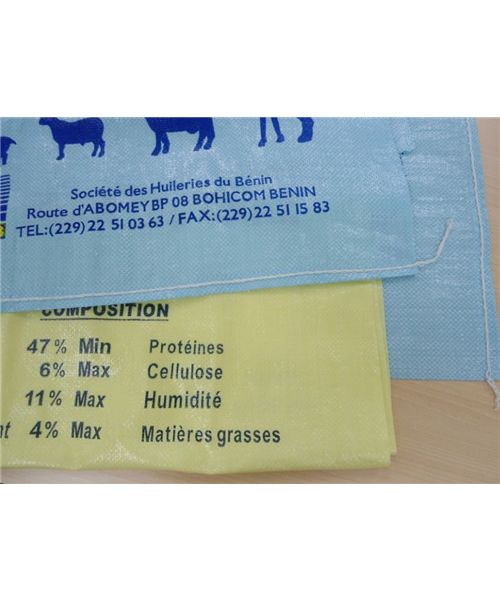 Société des Huileries du Bénin
Route d'ABOMEY BP 08 BOHICOM BENIN
TEL:(229)22 51 03 63 / FAX:(229)22 51 15 83
COMPOSITION
47% Min Protéines
6% Max Cellulose
11% Max Humidité
4% Max Matières grasses